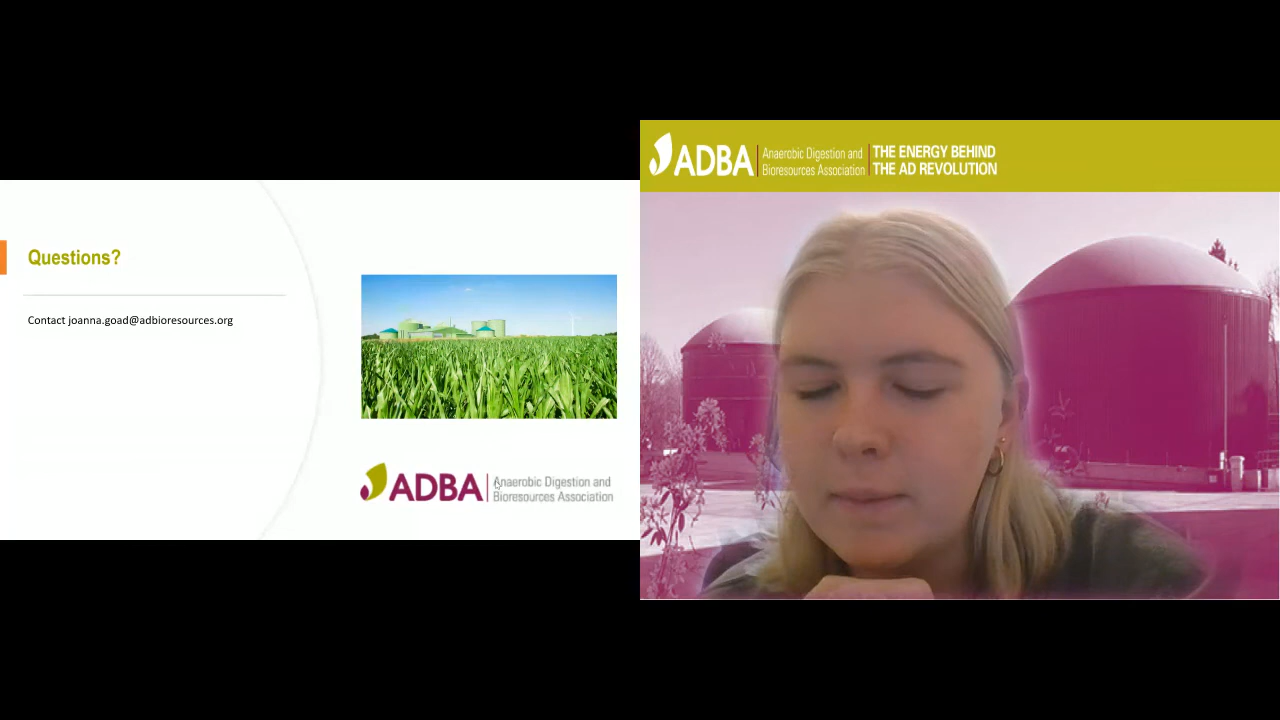 Questions?
Contact joanna.goad@adbioresources.org
ADBA
Anaerobic Digestion and
Bioresources Association
ADBA
Anaerobic Digestion and
Bioresources Association
THE ENERGY BEHIND
THE AD REVOLUTION